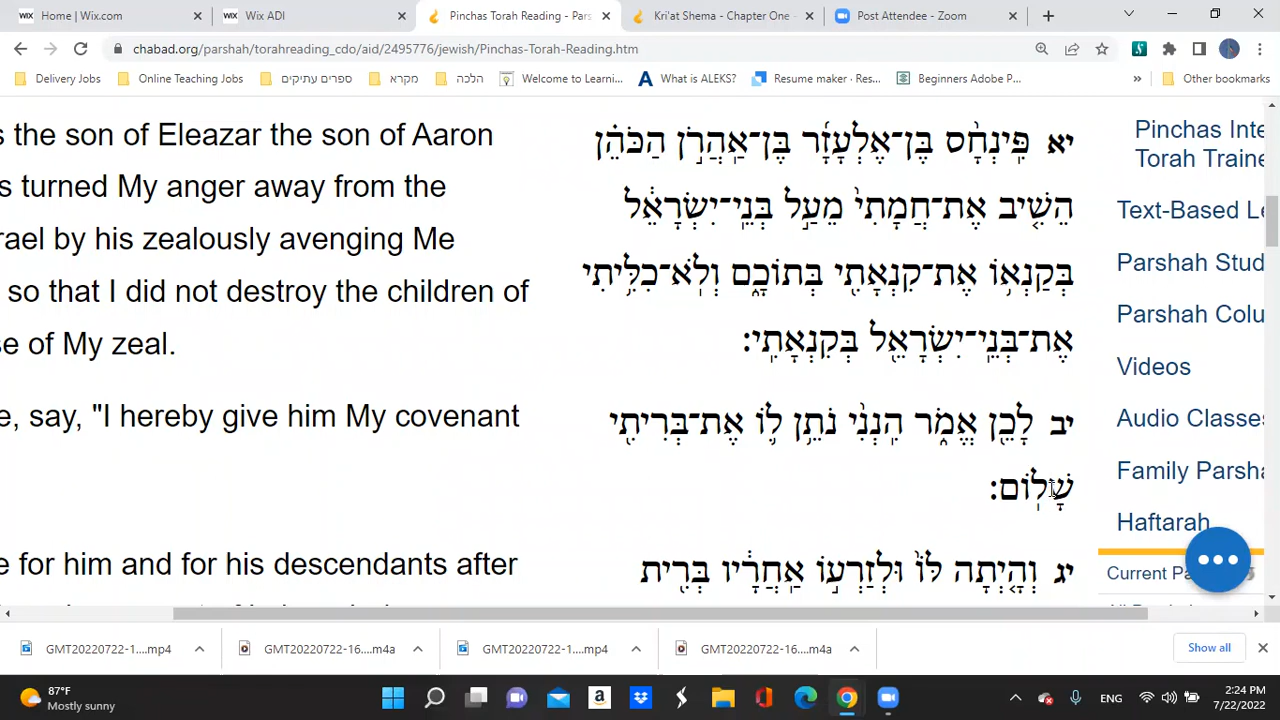 Home | Wix.com
Wix ADI
Pinchas Torah Reading - Pars
Kri'at Shema - Chapter One -
Post Attendee - Zoom
chabad.org/parshah/torahreading_cdo/aid/2495776/jewish/Pinchas-Torah-Reading.htm
Delivery Jobs
Online Teaching Jobs
ספרים עתיקים
מקרא
הלכה
Welcome to Learni...
What is ALEKS?
Resume maker · Res...
Beginners Adobe P...
Other bookmarks
s the son of Eleazar the son of Aaron
s turned My anger away from the
rael by his zealously avenging Me
so that I did not destroy the children of
se of My zeal.
e, say, "I hereby give him My covenant
e for him and for his descendants after
יא פִּֽינְחָ֨ס בֶּן־אֶלְעָזָ֜ר בֶּן־אַֽהֲרֹ֣ן הַכֹּהֵ֗ן
הֵשִׁ֤יב אֶת־חֲמָתִי֙ מֵעַ֣ל בְּנֵֽי־יִשְׂרָאֵ֔ל
בְּקַנְא֥וֹ אֶת־קִנְאָתִ֖י בְּתוֹכָ֑ם וְלֹֽא־כִלִּ֥יתִי
אֶת־בְּנֵֽי־יִשְׂרָאֵ֖ל בְּקִנְאָתִֽי׃
יב לָכֵ֖ן אֱמֹ֑ר הִֽנְנִ֨י נֹתֵ֥ן ל֛וֹ אֶת־בְּרִיתִ֖י
שָׁלֽוֹם׃
יג וְהָ֤יְתָה לּוֹ֙ וּלְזַרְע֣וֹ אַֽחֲרָ֔יו בְּרִ֖ית
Pinchas Inte
Torah Traine
Text-Based Le
Parshah Stud
Parshah Colu
Videos
Audio Classes
Family Parsha
Haftarah
Current Pa
GMT20220722-1....mp4
GMT20220722-16....m4a
GMT20220722-1....mp4
GMT20220722-16....m4a
Show all
87°F
Mostly sunny
ENG
2:24 PM
7/22/2022